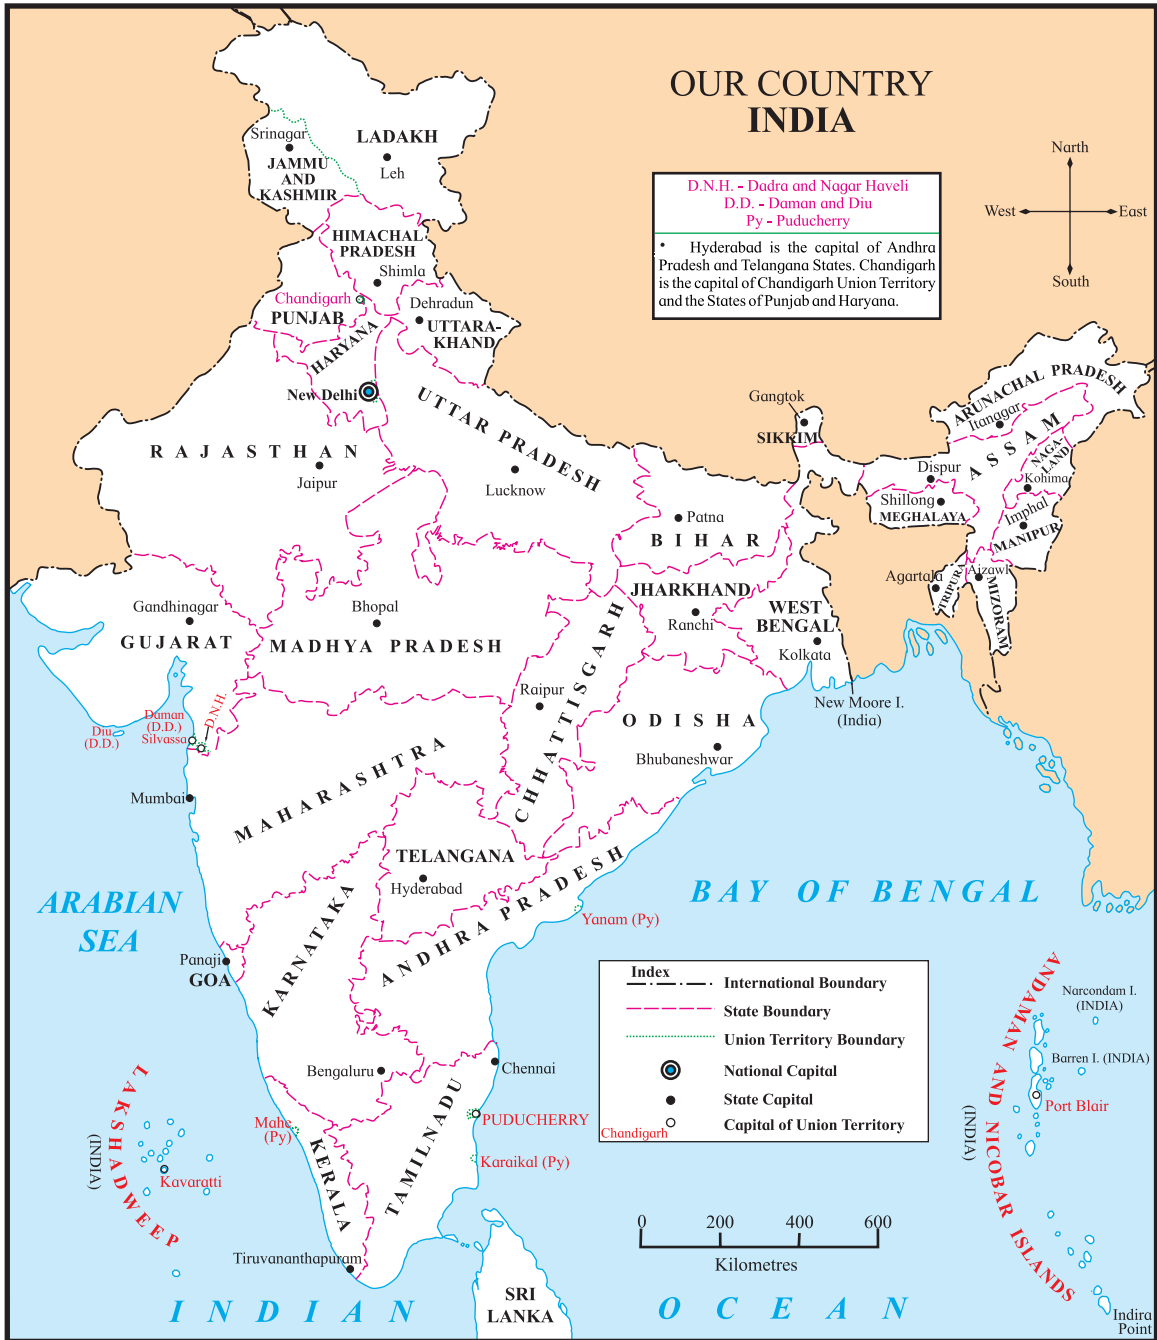 OUR COUNTRY
INDIA
North
West
East
South
D.N.H. - Dadra and Nagar Haveli
D.D. - Daman and Diu
Py - Puducherry
• Hyderabad is the capital of Andhra
Pradesh and Telangana States. Chandigarh
is the capital of Chandigarh Union Territory
and the States of Punjab and Haryana.
Srinagar
LADAKH
Leh
JAMMU
AND
KASHMIR
HIMACHAL
PRADESH
Shimla
Chandigarh
PUNJAB
Dehradun
UTTARA-
KHAND
HARYANA
New Delhi
UTTAR PRADESH
Lucknow
RAJASTHAN
Jaipur
Gangtok
SIKKIM
ARUNACHAL PRADESH
Itanagar
ASSAM
Dispur
NAGA-
LAND
Kohima
Shillong
MEGHALAYA
Imphal
MANIPUR
Agartala
TRIPURA
Aizawl
MIZORAM
Patna
BIHAR
JHARKHAND
Ranchi
WEST
BENGAL
Kolkata
New Moore I.
(India)
Gandhinagar
GUJARAT
Bhopal
MADHYA PRADESH
Raipur
CHHATTISGARH
ODISHA
Bhubaneshwar
Diu
(D.D.)
Daman
(D.D.)
Silvassa
D.N.H.
Mumbai
MAHARASHTRA
TELANGANA
Hyderabad
ANDHRA PRADESH
Yanam (Py)
ARABIAN
SEA
BAY OF BENGAL
Panaji
GOA
KARNATAKA
Bengaluru
Chennai
TAMILNADU
PUDUCHERRY
Karaikal (Py)
Mahe
(Py)
KERALA
Tiruvananthapuram
LAKSHADWEEP
(INDIA)
Kavaratti
Index
International Boundary
State Boundary
Union Territory Boundary
National Capital
State Capital
Chandigarh
Capital of Union Territory
ANDAMAN AND NICOBAR ISLANDS
(INDIA)
Narcondam I.
(INDIA)
Barren I. (INDIA)
Port Blair
Indira
Point
0 200 400 600
Kilometres
SRI
LANKA
INDIAN OCEAN